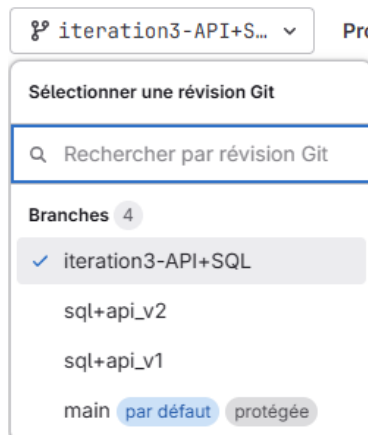 iteration3-API+S… Pro
Sélectionner une révision Git
Rechercher par révision Git
Branches 4
iteration3-API+SQL
sql+api_v2
sql+api_v1
main par défaut protégée